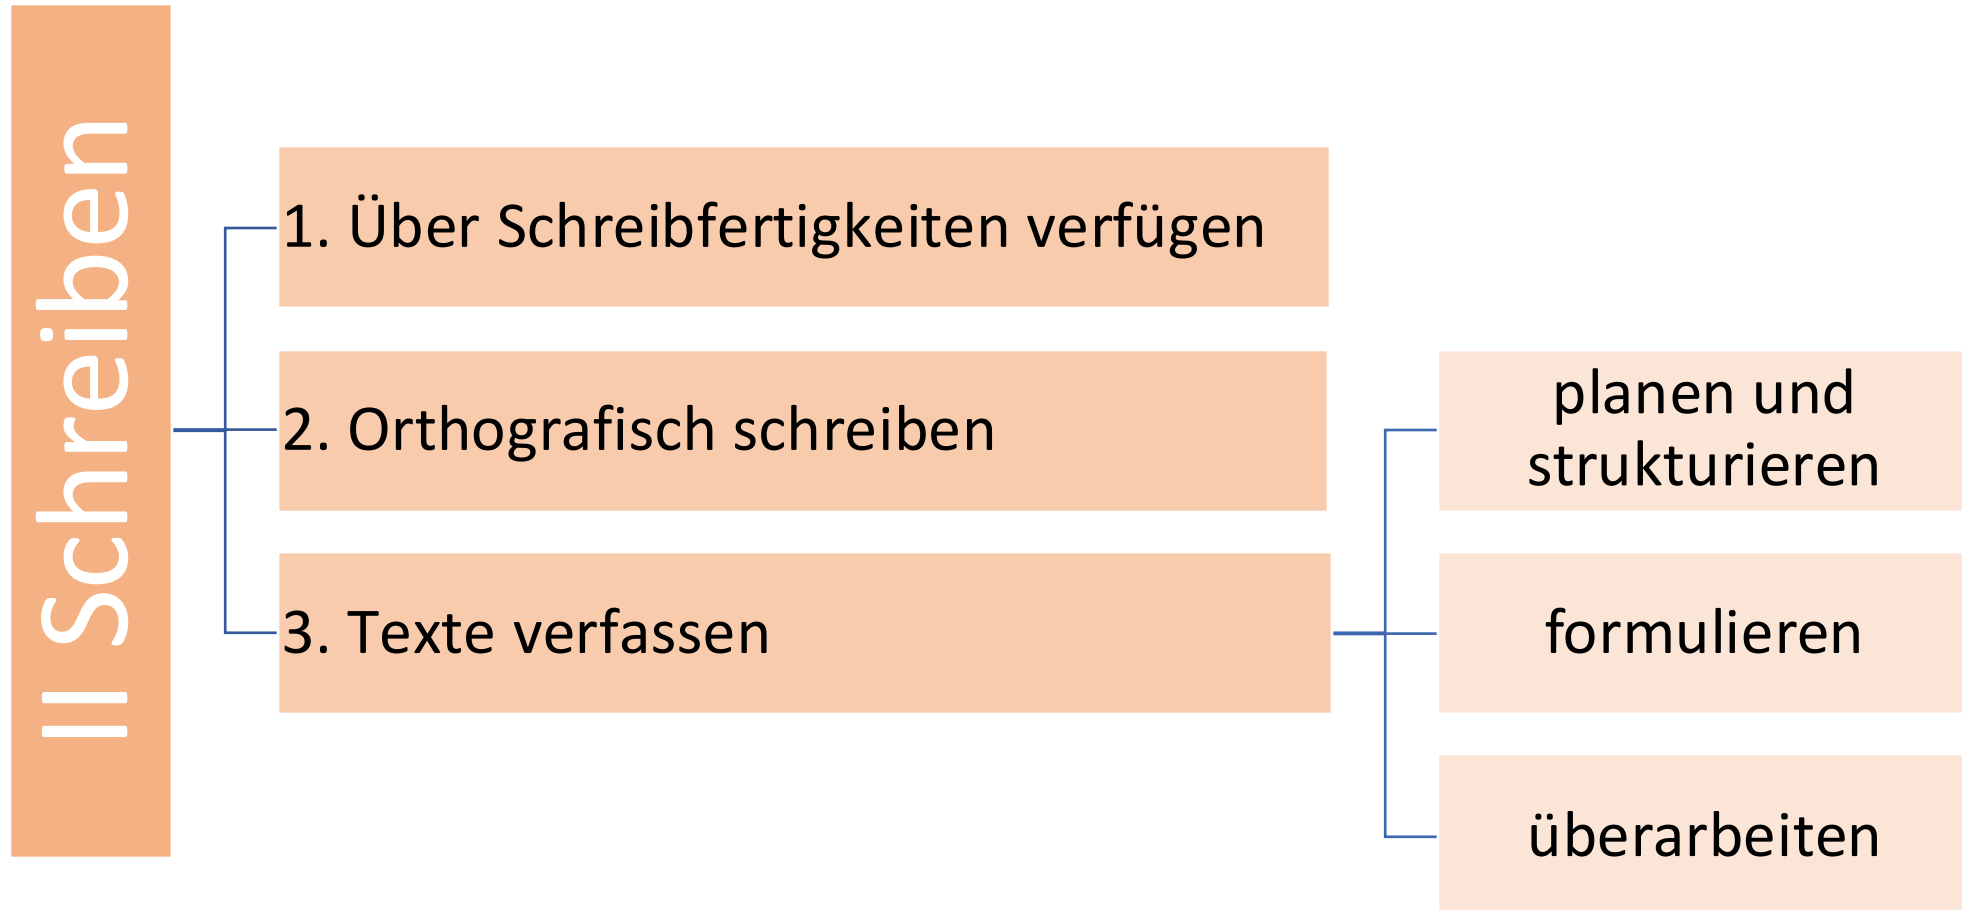 II Schreiben
1. Über Schreibfertigkeiten verfügen
2. Orthografisch schreiben
3. Texte verfassen
planen und
strukturieren
formulieren
überarbeiten